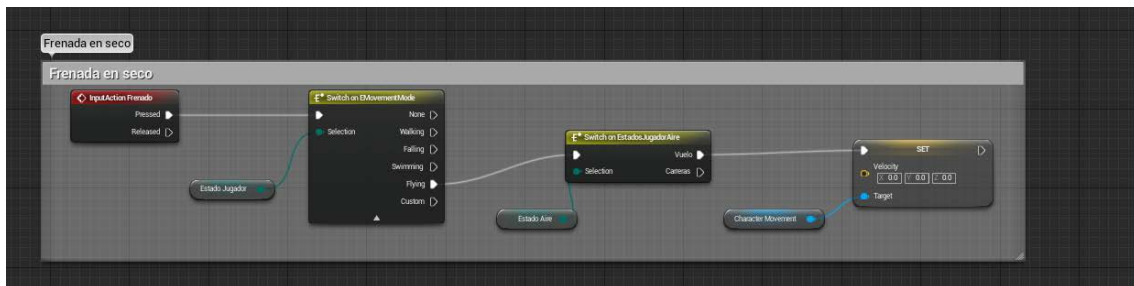 Frenada en seco
Frenada en seco
InputAction Frenado
Pressed
Released
Estado Jugador
Switch on EMovementMode
None
Selection
Walking
Falling
Swimming
Flying
Custom
Switch on EstadosJugadorAire
Vuelo
Selection
Carreras
Estado Aire
Character Movement
SET
Velocity
X 0.0 Y 0.0 Z 0.0
Target